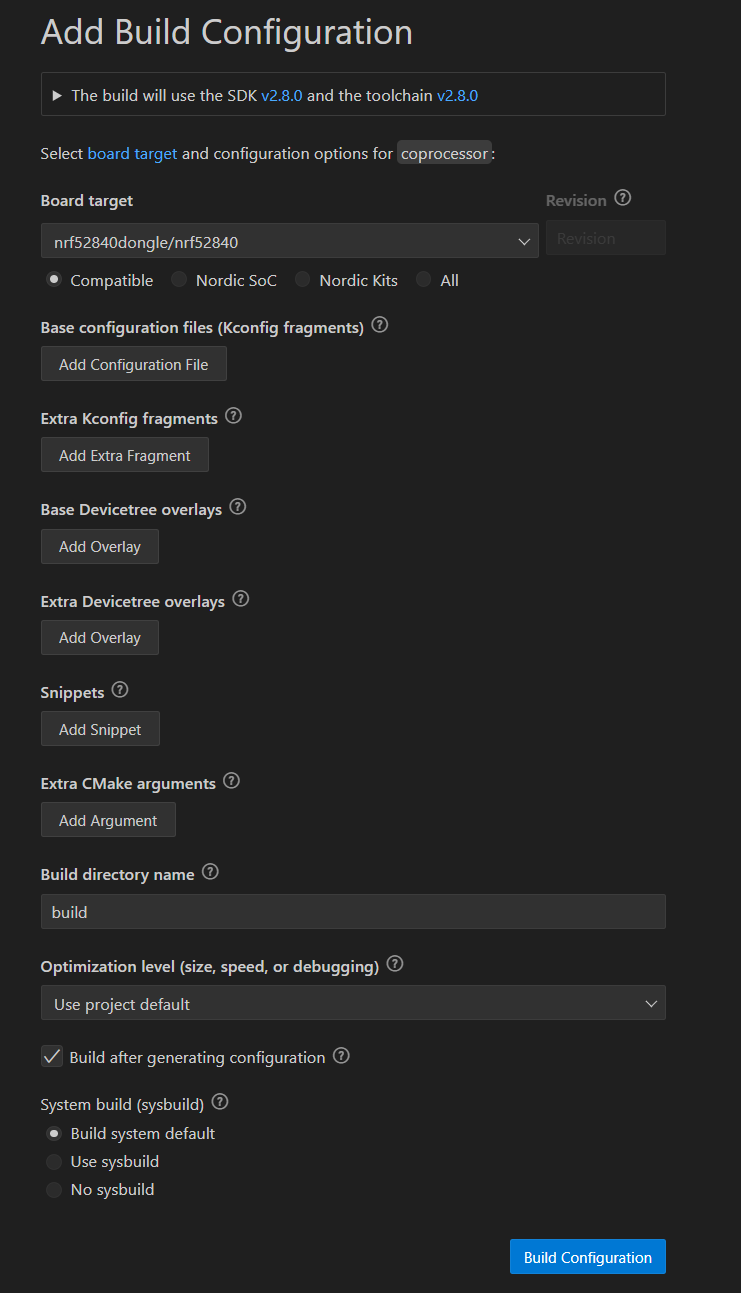 Add Build Configuration
The build will use the SDK v2.8.0 and the toolchain v2.8.0
Select board target and configuration options for coprocessor:
Board target
Revision
nrf52840dongle/nrf52840
Revision
Compatible Nordic SoC Nordic Kits All
Base configuration files (Kconfig fragments)
Add Configuration File
Extra Kconfig fragments
Add Extra Fragment
Base Devicetree overlays
Add Overlay
Extra Devicetree overlays
Add Overlay
Snippets
Add Snippet
Extra CMake arguments
Add Argument
Build directory name
build
Optimization level (size, speed, or debugging)
Use project default
Build after generating configuration
System build (sysbuild)
Build system default
Use sysbuild
No sysbuild
Build Configuration